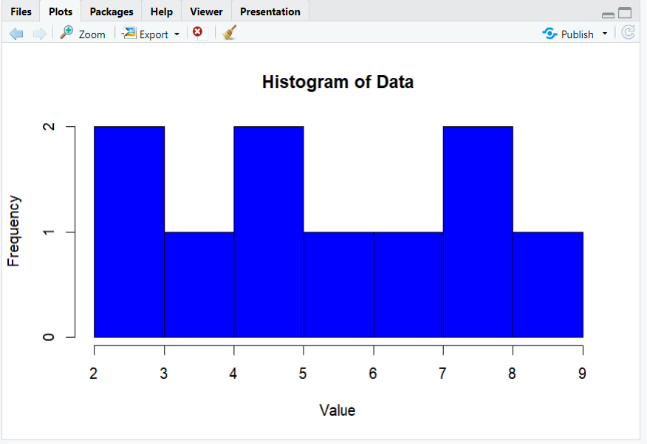 Files Plots Packages Help Viewer Presentation
Zoom Export Publish
Histogram of Data
Frequency
2
1
0
2 3 4 5 6 7 8 9
Value